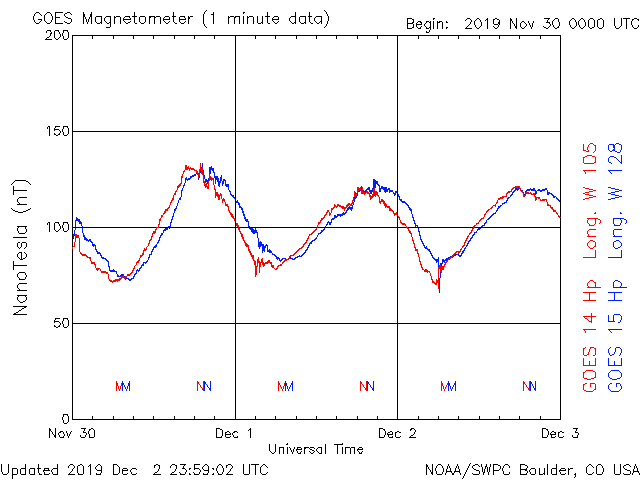 GOES Magnetometer (1 minute data)
Begin: 2019 Nov 30 0000 UTC
200
150
100
50
0
NanoTesla (nT)
M M N N M M N N M M N N
Nov 30 Dec 1 Dec 2 Dec 3
Universal Time
GOES 14 Hp Long. W 105
GOES 15 Hp Long. W 128
Updated 2019 Dec 2 23:59:02 UTC
NOAA/SWPC Boulder, CO USA